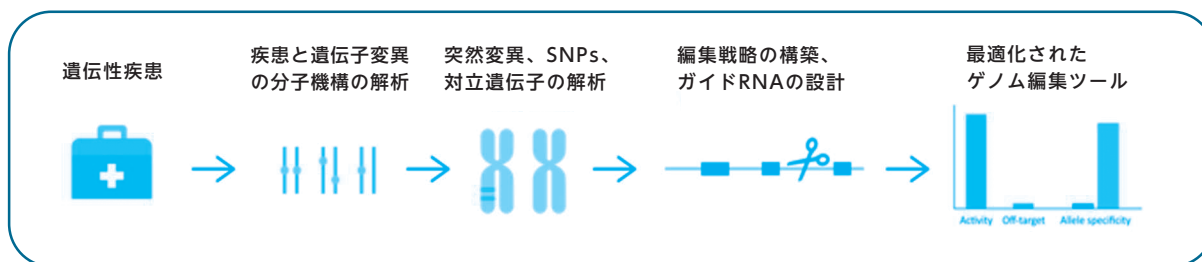 遺伝性疾患
疾患と遺伝子変異
の分子機構の解析
突然変異、SNPs、
対立遺伝子の解析
編集戦略の構築、
ガイドRNAの設計
最適化された
ゲノム編集ツール
Activity Off-target Allele specificity